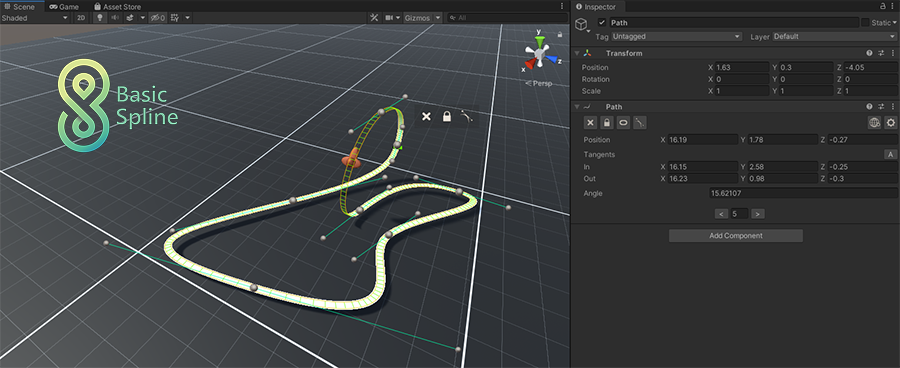 Scene
Game
Asset Store
Shaded
2D
0
Gizmos
All
Basic
Spline
y
x
z
Persp
Inspector
Path
Static
Tag Untagged Layer Default
Transform
Position X 1.63 Y 0.3 Z -4.05
Rotation X 0 Y 0 Z 0
Scale X 1 Y 1 Z 1
Path
Position X 16.19 Y 1.78 Z -0.27
Tangents A
In X 16.15 Y 2.58 Z -0.25
Out X 16.23 Y 0.98 Z -0.3
Angle 15.62107
< 5 >
Add Component